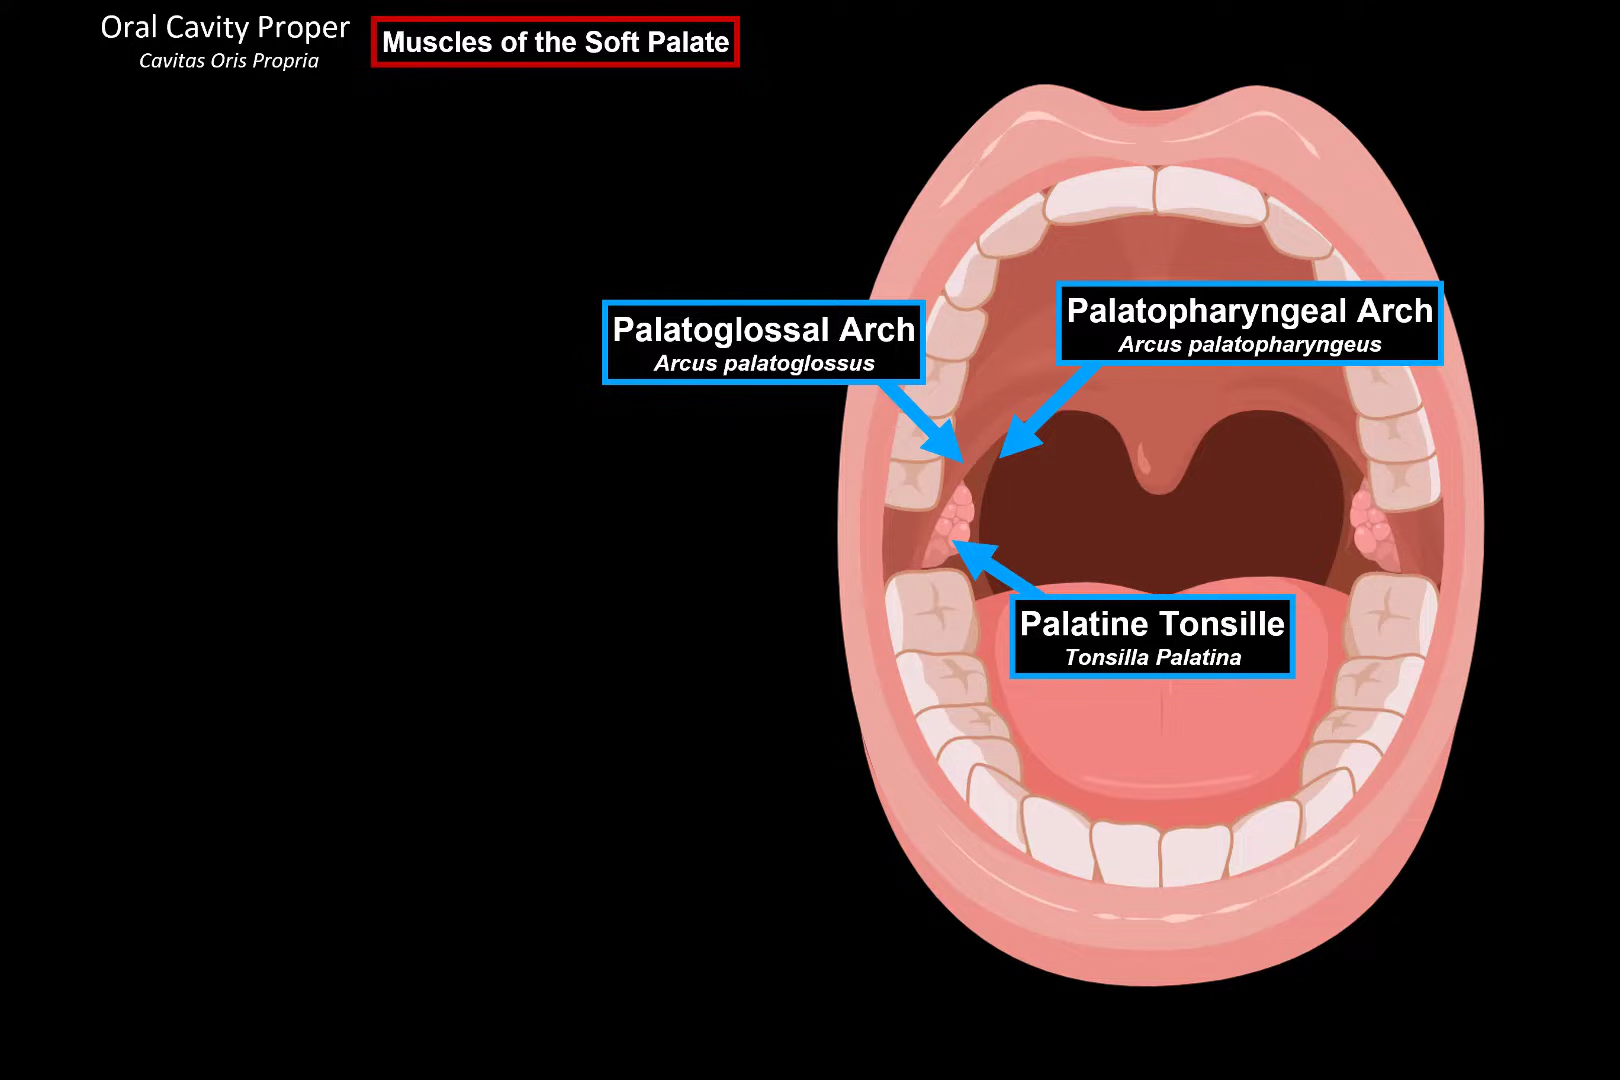 Oral Cavity Proper
Cavitas Oris Propria
Muscles of the Soft Palate
Palatoglossal Arch
Arcus palatoglossus
Palatopharyngeal Arch
Arcus palatopharyngeus
Palatine Tonsille
Tonsilla Palatina